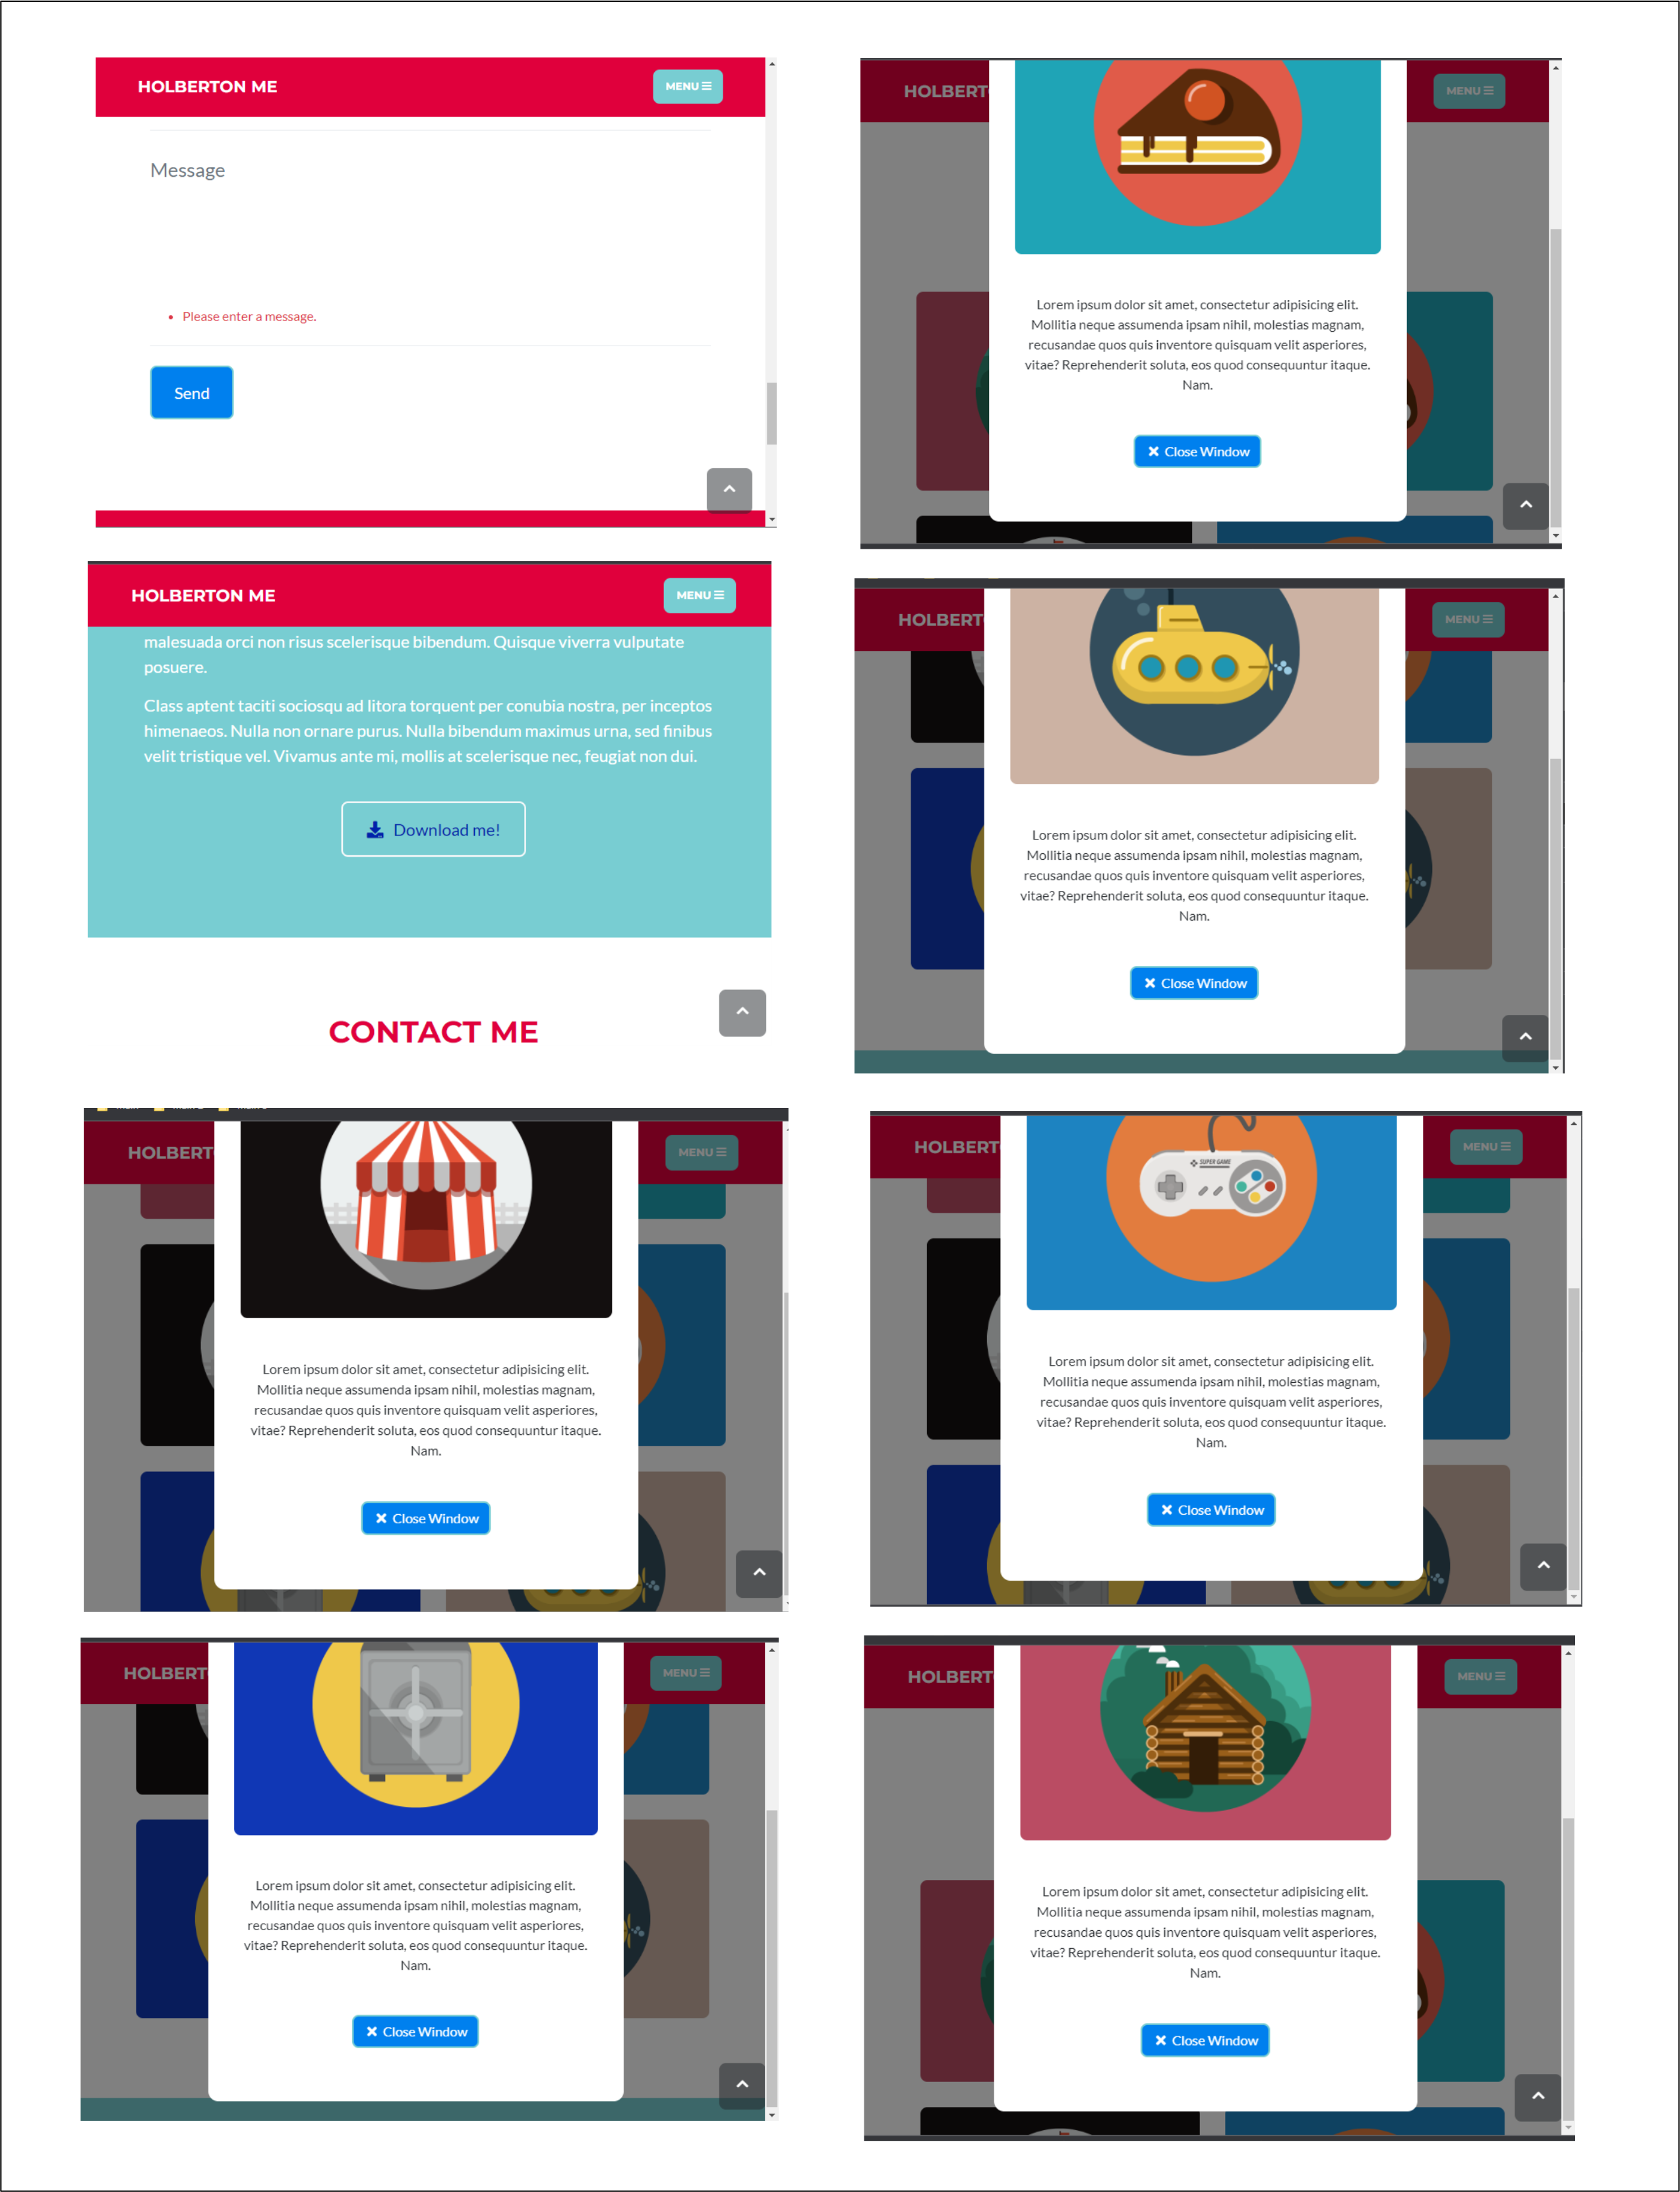 HOLBERTON ME
MENU
Message
Please enter a message.
Send
HOLBERT
MENU
Lorem ipsum dolor sit amet, consectetur adipisicing elit.
Mollitia neque assumenda ipsam nihil, molestias magnam,
recusandae quos quis inventore quisquam velit asperiores,
vitae? Reprehenderit soluta, eos quod consequuntur itaque.
Nam.
Close Window
HOLBERTON ME
MENU
malesuada orci non risus scelerisque bibendum. Quisque viverra vulputate
posuere.
Class aptent taciti sociosqu ad litora torquent per conubia nostra, per inceptos
himenaeos. Nulla non ornare purus. Nulla bibendum maximus urna, sed finibus
velit tristique vel. Vivamus ante mi, mollis at scelerisque nec, feugiat non dui.
Download me!
CONTACT ME
HOLBERT
MENU
Lorem ipsum dolor sit amet, consectetur adipisicing elit.
Mollitia neque assumenda ipsam nihil, molestias magnam,
recusandae quos quis inventore quisquam velit asperiores,
vitae? Reprehenderit soluta, eos quod consequuntur itaque.
Nam.
Close Window
HOLBERT
MENU
Lorem ipsum dolor sit amet, consectetur adipisicing elit.
Mollitia neque assumenda ipsam nihil, molestias magnam,
recusandae quos quis inventore quisquam velit asperiores,
vitae? Reprehenderit soluta, eos quod consequuntur itaque.
Nam.
Close Window
HOLBERT
MENU
SUPER GAME
Lorem ipsum dolor sit amet, consectetur adipisicing elit.
Mollitia neque assumenda ipsam nihil, molestias magnam,
recusandae quos quis inventore quisquam velit asperiores,
vitae? Reprehenderit soluta, eos quod consequuntur itaque.
Nam.
Close Window
HOLBERT
MENU
Lorem ipsum dolor sit amet, consectetur adipisicing elit.
Mollitia neque assumenda ipsam nihil, molestias magnam,
recusandae quos quis inventore quisquam velit asperiores,
vitae? Reprehenderit soluta, eos quod consequuntur itaque.
Nam.
Close Window
HOLBERT
MENU
Lorem ipsum dolor sit amet, consectetur adipisicing elit.
Mollitia neque assumenda ipsam nihil, molestias magnam,
recusandae quos quis inventore quisquam velit asperiores,
vitae? Reprehenderit soluta, eos quod consequuntur itaque.
Nam.
Close Window